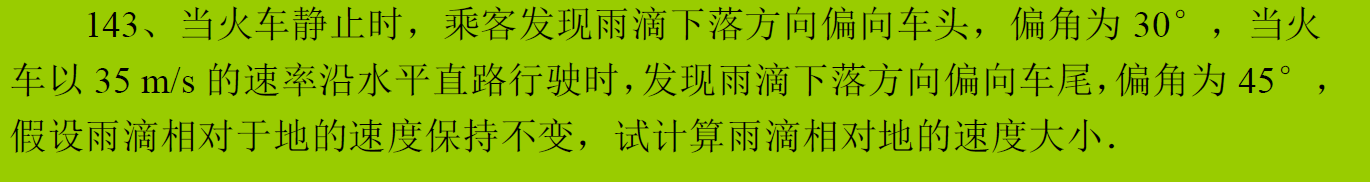 143、当火车静止时，乘客发现雨滴下落方向偏向车头，偏角为 30°，当火
车以 35 m/s 的速率沿水平直路行驶时，发现雨滴下落方向偏向车尾，偏角为 45°，
假设雨滴相对于地的速度保持不变，试计算雨滴相对地的速度大小．